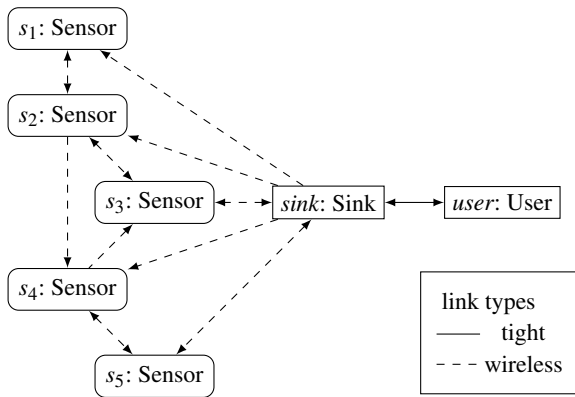 s₁: Sensor
s₂: Sensor
s₃: Sensor
sink: Sink
user: User
s₄: Sensor
s₅: Sensor
link types
tight
wireless